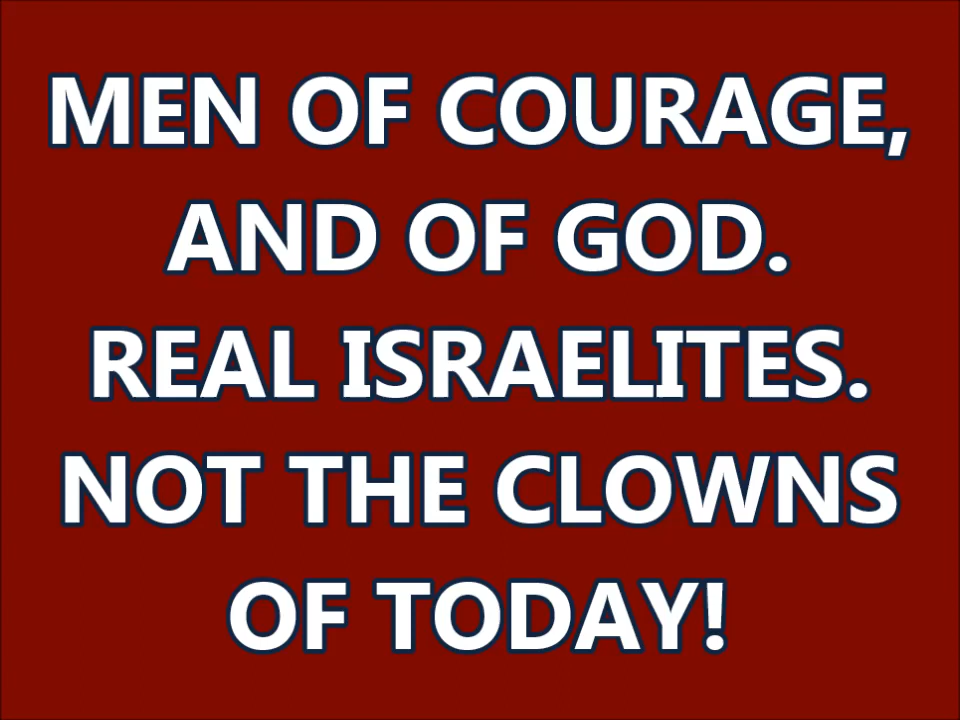 MEN OF COURAGE,
AND OF GOD.
REAL ISRAELITES.
NOT THE CLOWNS
OF TODAY!